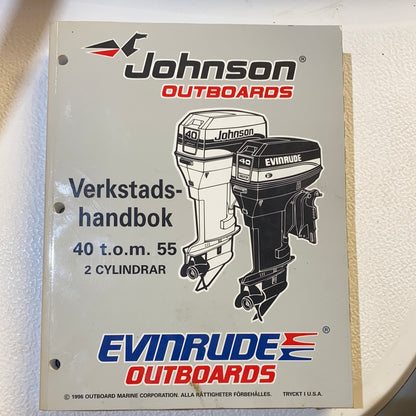 Johnson®
OUTBOARDS
40 Johnson
40 EVINRUDE
Verkstads-
handbok
40 t.o.m. 55
2 CYLINDRAR
EVINRUDE®
OUTBOARDS
© 1996 OUTBOARD MARINE CORPORATION. ALLA RÄTTIGHETER FÖRBEHÅLLES. TRYCKT I U.S.A.